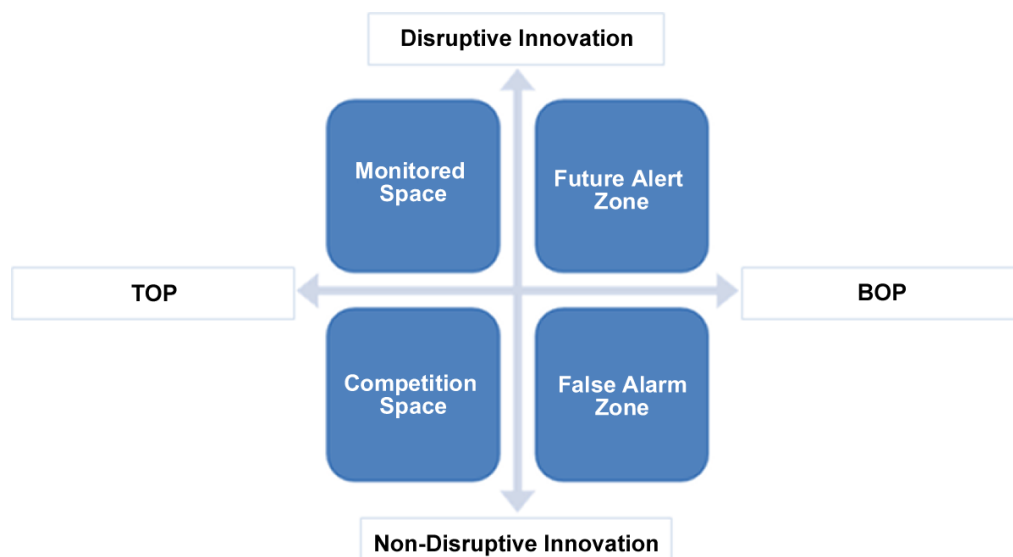 Disruptive Innovation
Monitored
Space
Future Alert
Zone
TOP
BOP
Competition
Space
False Alarm
Zone
Non-Disruptive Innovation